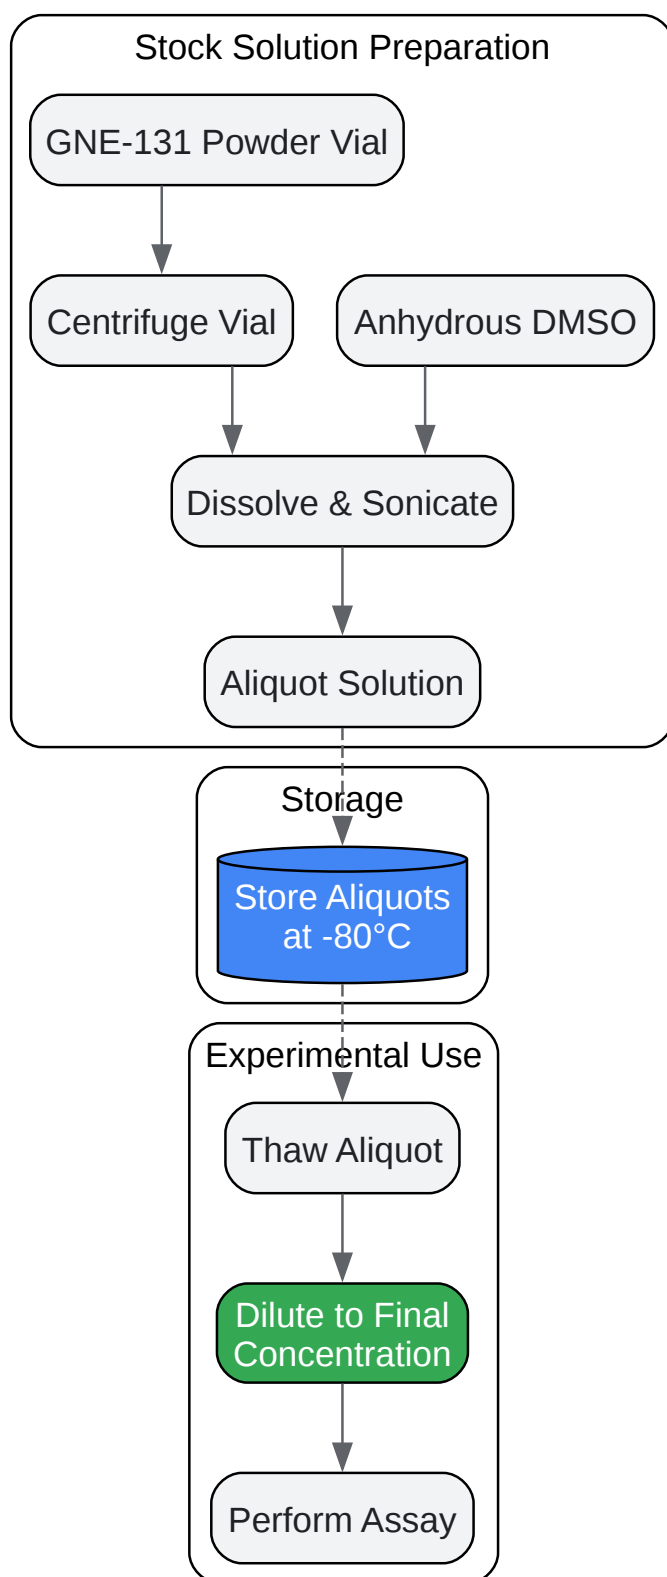 Stock Solution Preparation
GNE-131 Powder Vial
Centrifuge Vial
Anhydrous DMSO
Dissolve & Sonicate
Aliquot Solution
Storage
Store Aliquots
at -80°C
Experimental Use
Thaw Aliquot
Dilute to Final
Concentration
Perform Assay